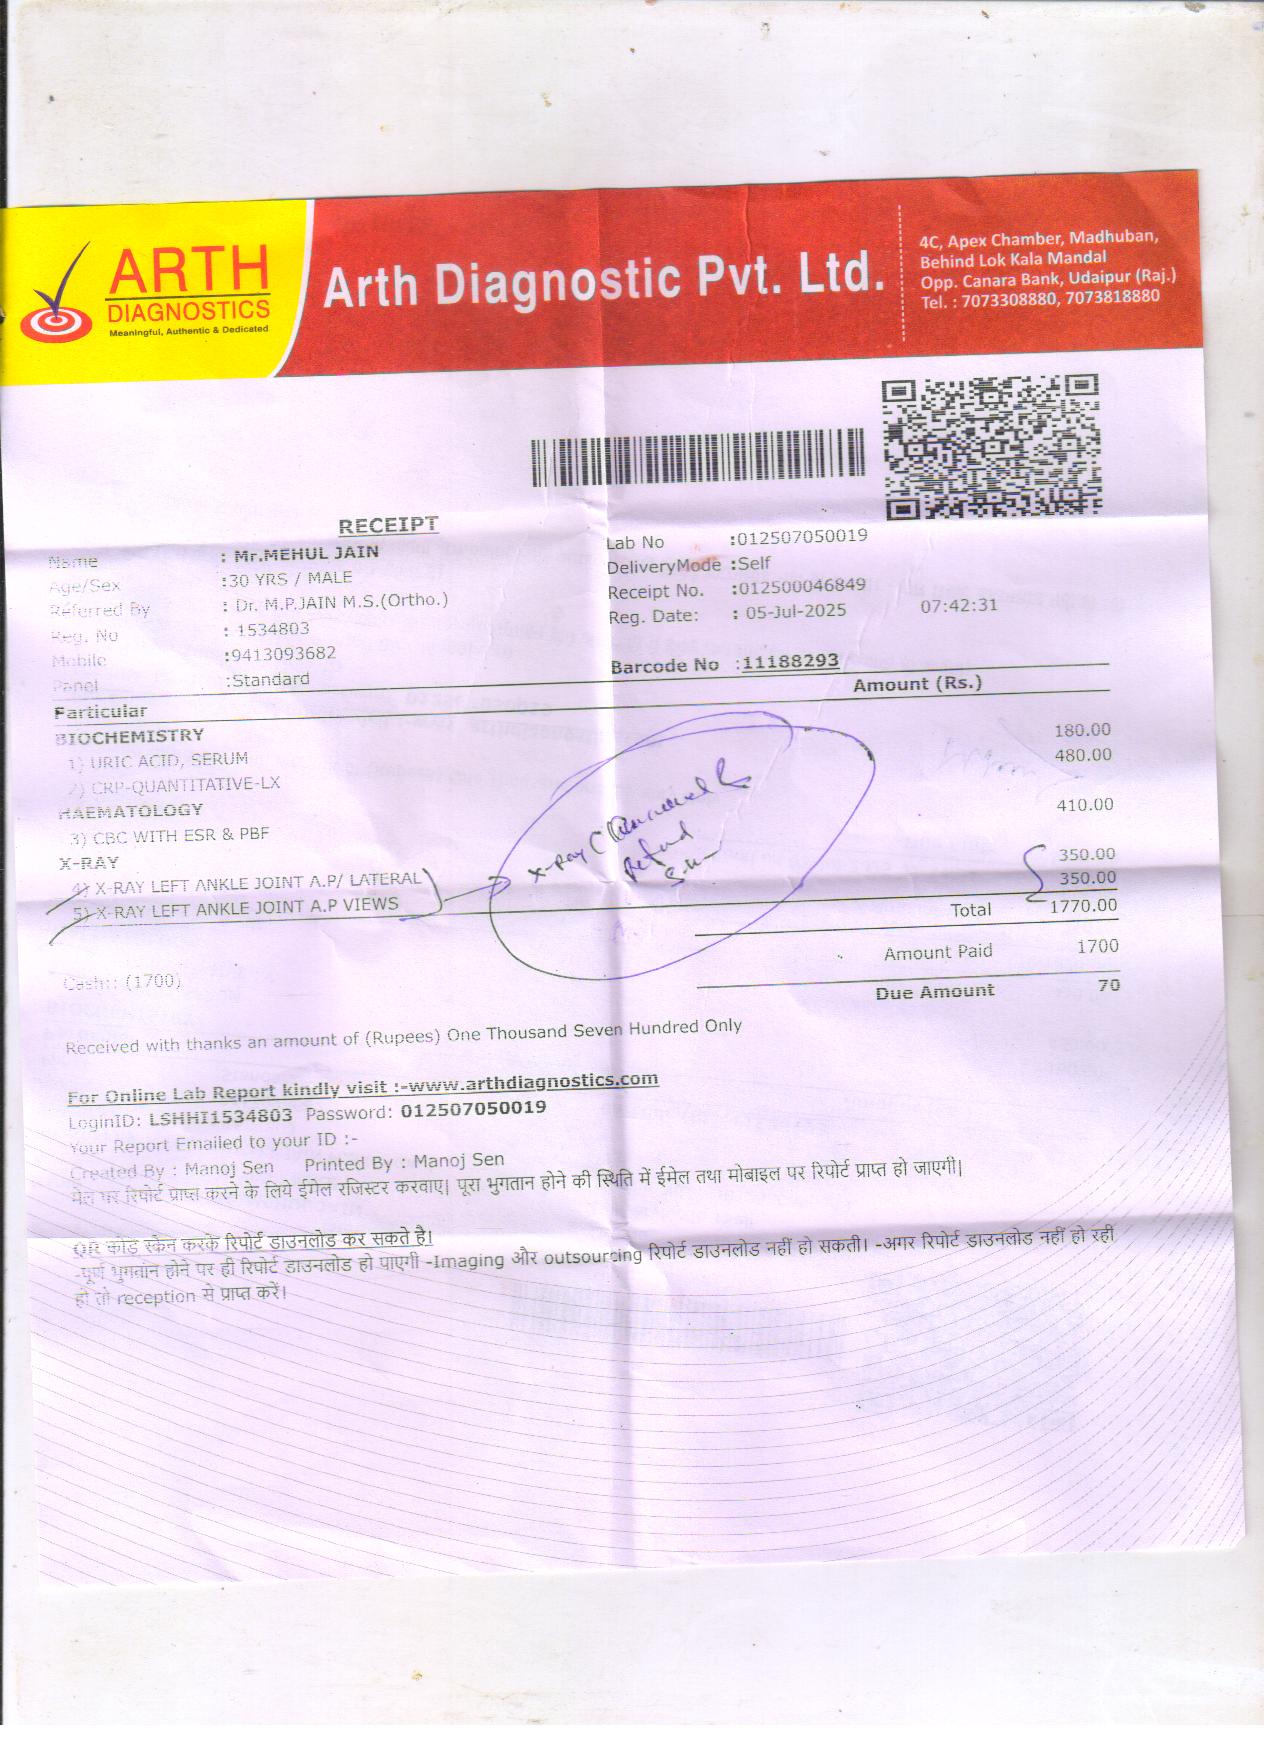 ARTH
DIAGNOSTICS
Meaningful, Authentic & Dedicated
Arth Diagnostic Pvt. Ltd.
4C, Apex Chamber, Madhuban,
Behind Lok Kala Mandal
Opp. Canara Bank, Udaipur (Raj.)
Tel. : 7073308880, 7073818880
RECEIPT
Name : Mr.MEHUL JAIN
Age/Sex :30 YRS / MALE
Referred By : Dr. M.P.JAIN M.S.(Ortho.)
Reg. No : 1534803
Mobile :9413093682
Panel :Standard
Lab No :012507050019
DeliveryMode :Self
Receipt No. :012500046849
Reg. Date: : 05-Jul-2025 07:42:31
Barcode No :11188293
Particular Amount (Rs.)
BIOCHEMISTRY
1) URIC ACID, SERUM 180.00
2) CRP-QUANTITATIVE-LX 480.00
HAEMATOLOGY
3) CBC WITH ESR & PBF 410.00
X-RAY
4) X-RAY LEFT ANKLE JOINT A.P/ LATERAL 350.00
5) X-RAY LEFT ANKLE JOINT A.P VIEWS 350.00
X-Ray
Refund
Total 1770.00
Amount Paid 1700
Due Amount 70
Cash:: (1700)
Received with thanks an amount of (Rupees) One Thousand Seven Hundred Only
For Online Lab Report kindly visit :-www.arthdiagnostics.com
LoginID: LSHHI1534803 Password: 012507050019
Your Report Emailed to your ID :-
Created By : Manoj Sen Printed By : Manoj Sen
मेल पर रिपोर्ट प्राप्त करने के लिये ईमेल रजिस्टर करवाए। पूरा भुगतान होने की स्थिति में ईमेल तथा मोबाइल पर रिपोर्ट प्राप्त हो जाएगी।
QR कोड स्केन करके रिपोर्ट डाउनलोड कर सकते है।
-पूर्ण भुगतान होने पर ही रिपोर्ट डाउनलोड हो पाएगी -Imaging और outsourcing रिपोर्ट डाउनलोड नहीं हो सकती। -अगर रिपोर्ट डाउनलोड नहीं हो रही
हो तो reception से प्राप्त करें।